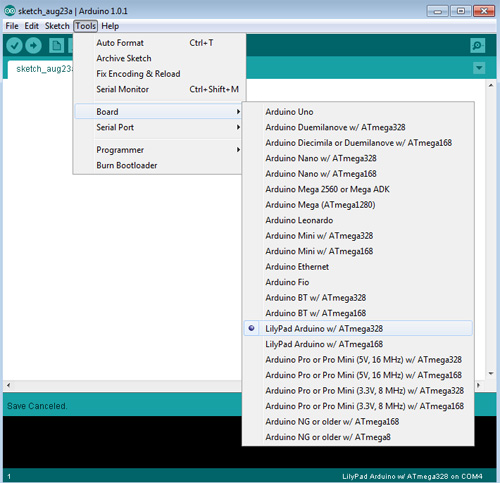 sketch_aug23a | Arduino 1.0.1
File Edit Sketch Tools Help
sketch_aug23a
Auto Format Ctrl+T
Archive Sketch
Fix Encoding & Reload
Serial Monitor Ctrl+Shift+M
Board
Serial Port
Programmer
Burn Bootloader
Arduino Uno
Arduino Duemilanove w/ ATmega328
Arduino Diecimila or Duemilanove w/ ATmega168
Arduino Nano w/ ATmega328
Arduino Nano w/ ATmega168
Arduino Mega 2560 or Mega ADK
Arduino Mega (ATmega1280)
Arduino Leonardo
Arduino Mini w/ ATmega328
Arduino Mini w/ ATmega168
Arduino Ethernet
Arduino Fio
Arduino BT w/ ATmega328
Arduino BT w/ ATmega168
LilyPad Arduino w/ ATmega328
LilyPad Arduino w/ ATmega168
Arduino Pro or Pro Mini (5V, 16 MHz) w/ ATmega328
Arduino Pro or Pro Mini (5V, 16 MHz) w/ ATmega168
Arduino Pro or Pro Mini (3.3V, 8 MHz) w/ ATmega328
Arduino Pro or Pro Mini (3.3V, 8 MHz) w/ ATmega168
Arduino NG or older w/ ATmega168
Arduino NG or older w/ ATmega8
Save Canceled.
1 LilyPad Arduino w/ ATmega328 on COM4